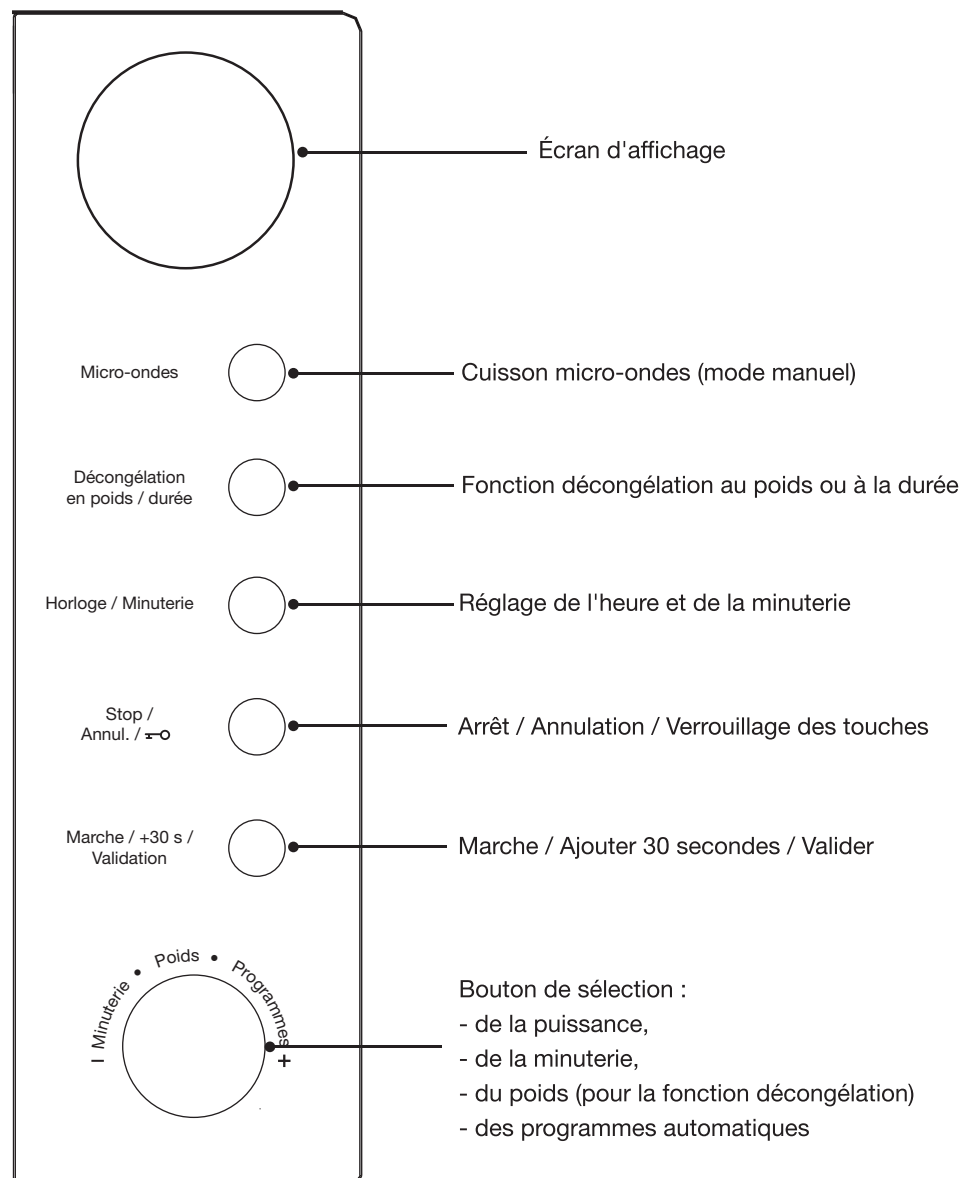 Écran d'affichage
Micro-ondes
Cuisson micro-ondes (mode manuel)
Décongélation
en poids / durée
Fonction décongélation au poids ou à la durée
Horloge / Minuterie
Réglage de l'heure et de la minuterie
Stop /
Annul. /
Arrêt / Annulation / Verrouillage des touches
Marche / +30 s /
Validation
Marche / Ajouter 30 secondes / Valider
– Minuterie • Poids • Programmes +
Bouton de sélection :
- de la puissance,
- de la minuterie,
- du poids (pour la fonction décongélation)
- des programmes automatiques